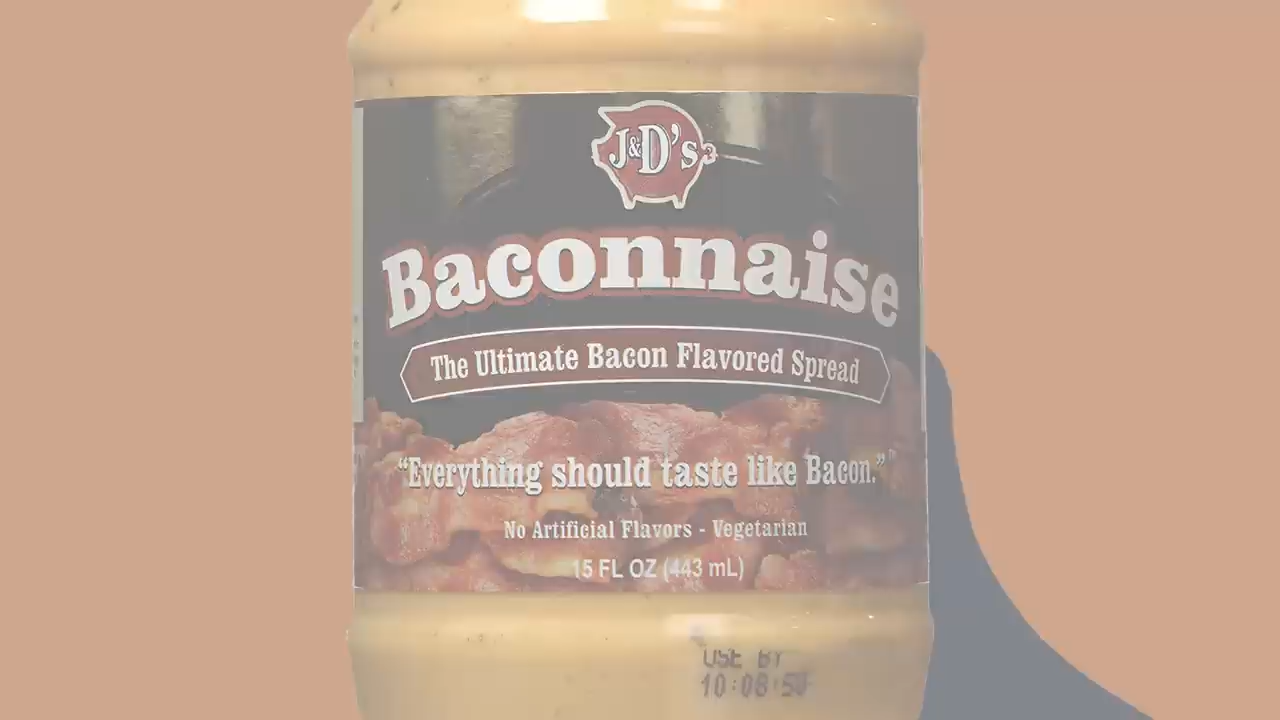 J&D's
Baconnaise
The Ultimate Bacon Flavored Spread
“Everything should taste like Bacon.”
No Artificial Flavors - Vegetarian
15 FL OZ (443 mL)
USE BY
10:08:50